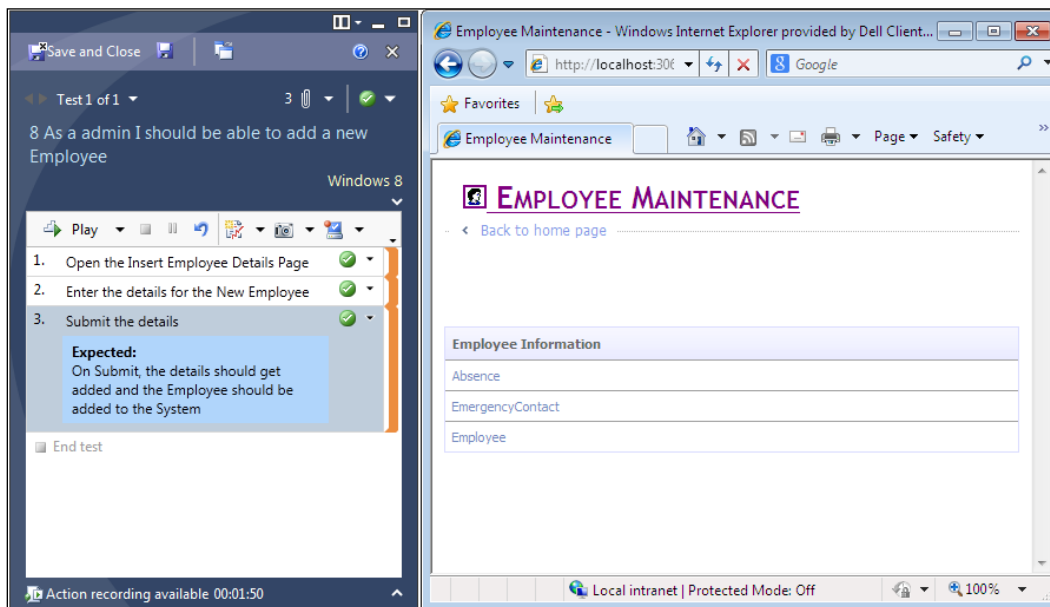 Save and Close
Test 1 of 1
3
8 As a admin I should be able to add a new
Employee
Windows 8
Play
1. Open the Insert Employee Details Page
2. Enter the details for the New Employee
3. Submit the details
Expected:
On Submit, the details should get
added and the Employee should be
added to the System
End test
Action recording available 00:01:50
Employee Maintenance - Windows Internet Explorer provided by Dell Client...
http://localhost:306
8 Google
Favorites
Employee Maintenance
Page
Safety
»
EMPLOYEE MAINTENANCE
< Back to home page
Employee Information
Absence
EmergencyContact
Employee
Local intranet | Protected Mode: Off
100%